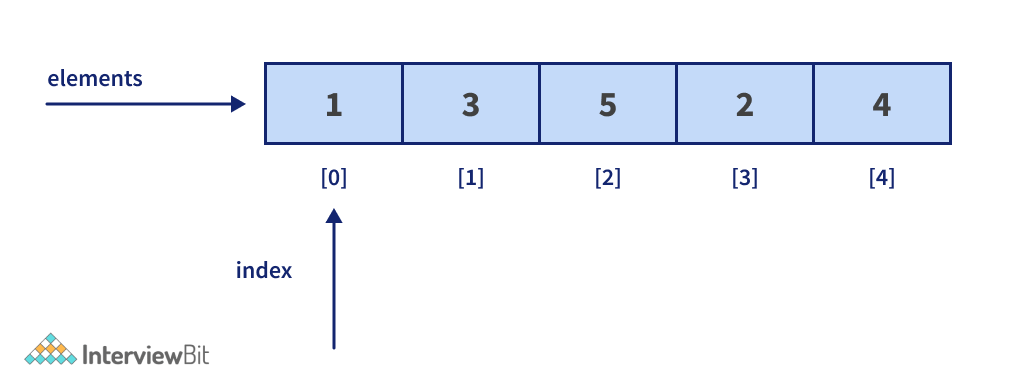 elements
1 3 5 2 4
[0] [1] [2] [3] [4]
index
InterviewBit